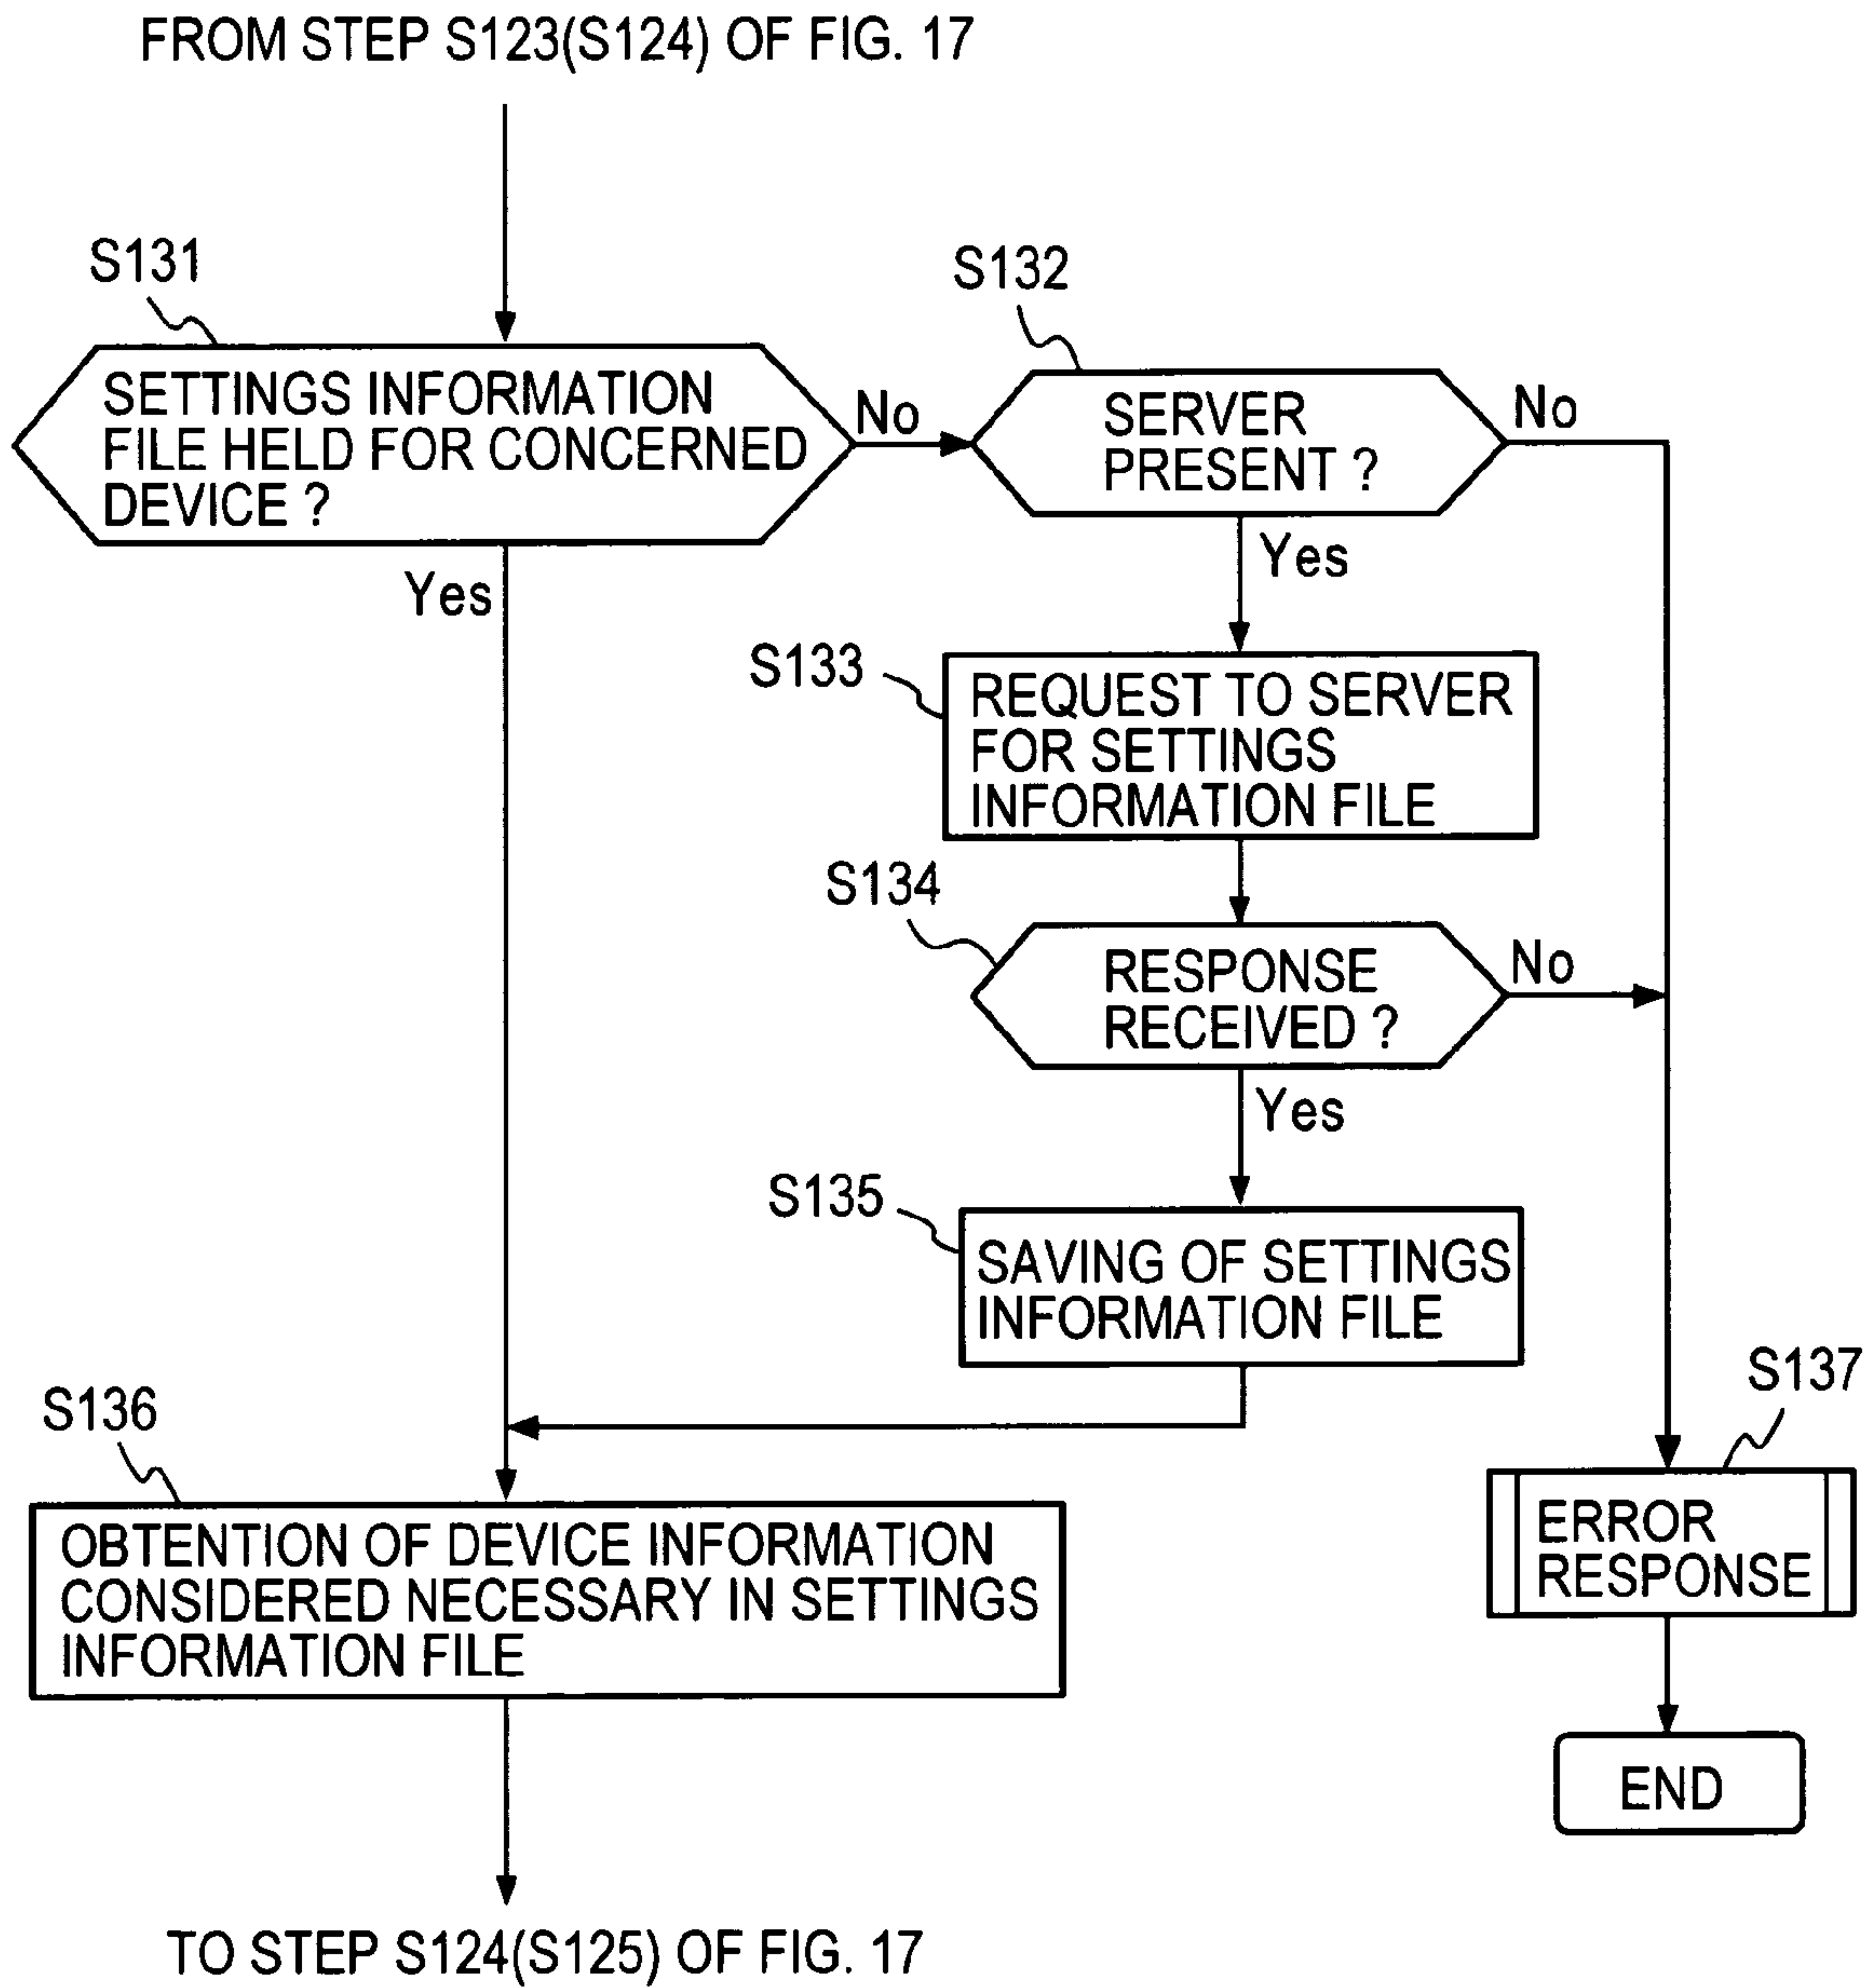 FROM STEP S123(S124) OF FIG. 17
S131
SETTINGS INFORMATION
FILE HELD FOR CONCERNED
DEVICE ?
No
Yes
S132
SERVER
PRESENT ?
No
Yes
S133
REQUEST TO SERVER
FOR SETTINGS
INFORMATION FILE
S134
RESPONSE
RECEIVED ?
No
Yes
S135
SAVING OF SETTINGS
INFORMATION FILE
S136
OBTENTION OF DEVICE INFORMATION
CONSIDERED NECESSARY IN SETTINGS
INFORMATION FILE
S137
ERROR
RESPONSE
END
TO STEP S124(S125) OF FIG. 17